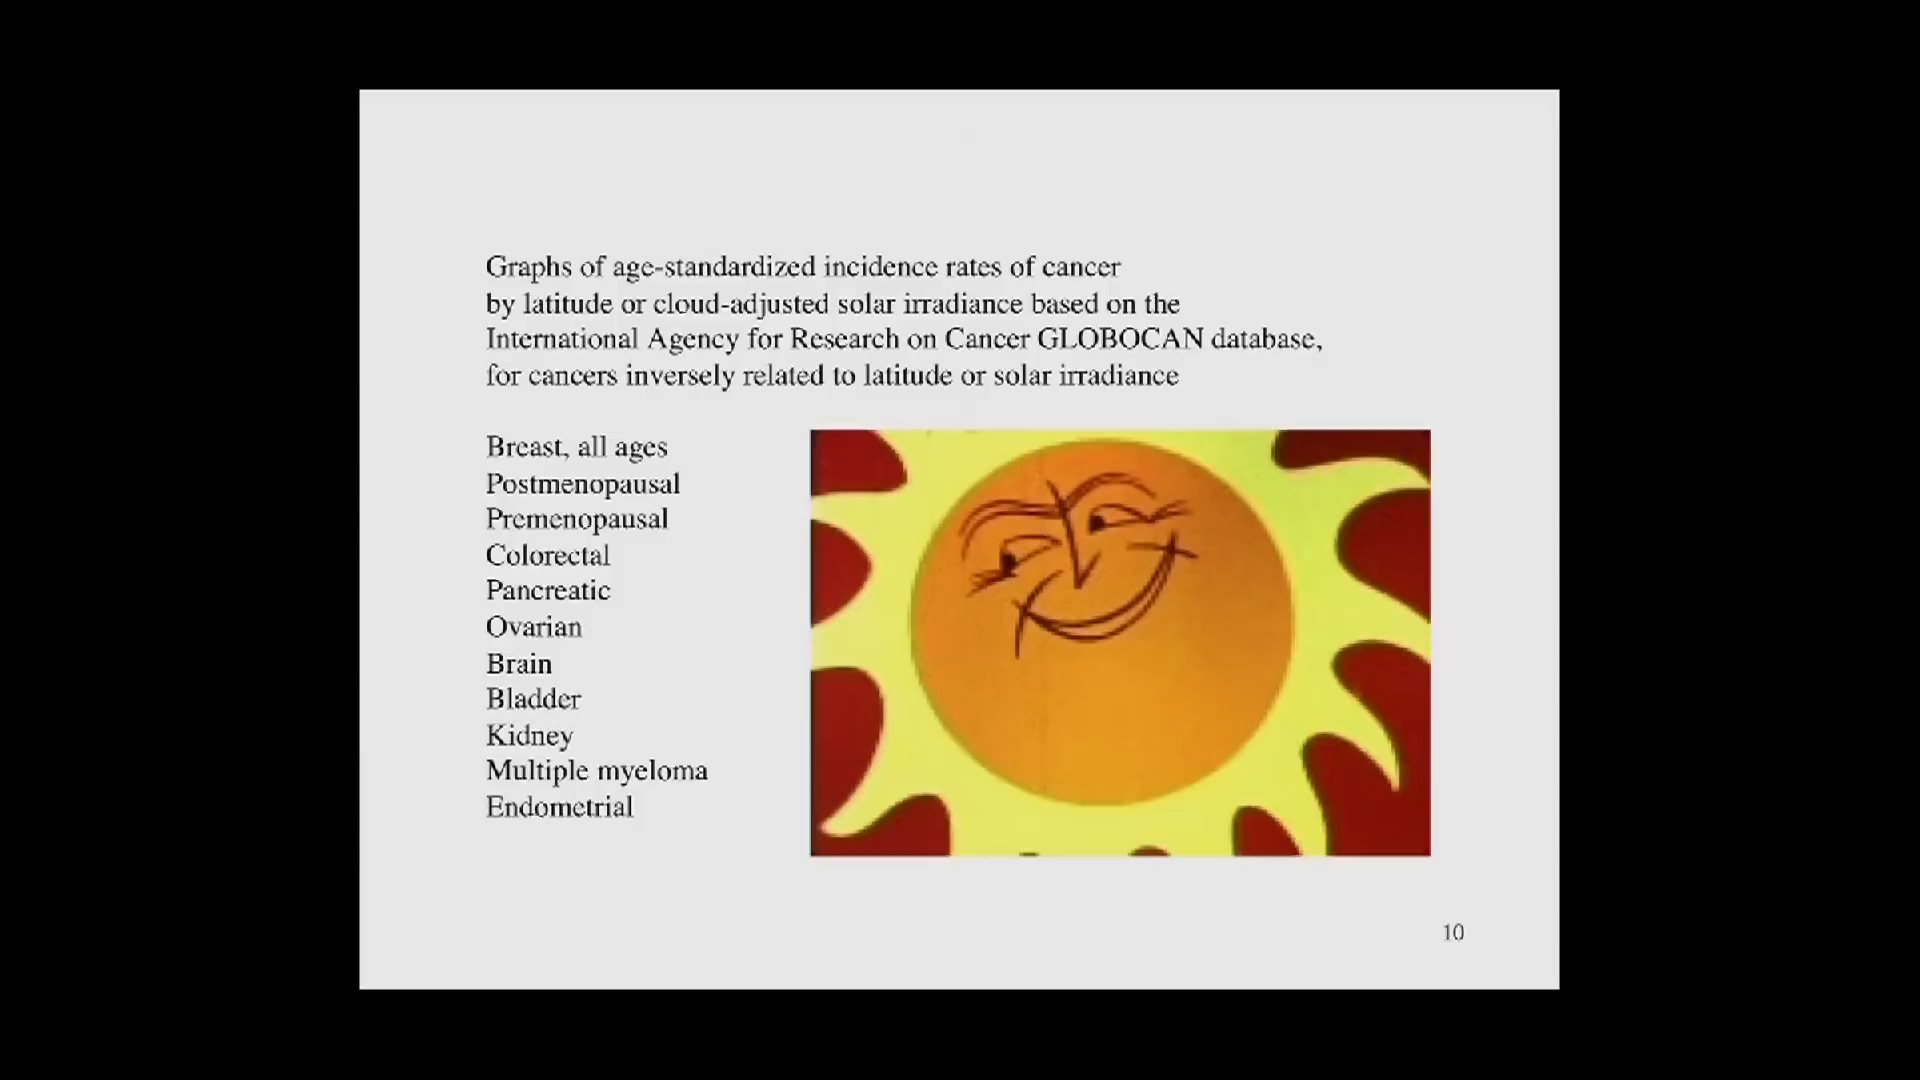 Graphs of age-standardized incidence rates of cancer
by latitude or cloud-adjusted solar irradiance based on the
International Agency for Research on Cancer GLOBOCAN database,
for cancers inversely related to latitude or solar irradiance
Breast, all ages
Postmenopausal
Premenopausal
Colorectal
Pancreatic
Ovarian
Brain
Bladder
Kidney
Multiple myeloma
Endometrial
10